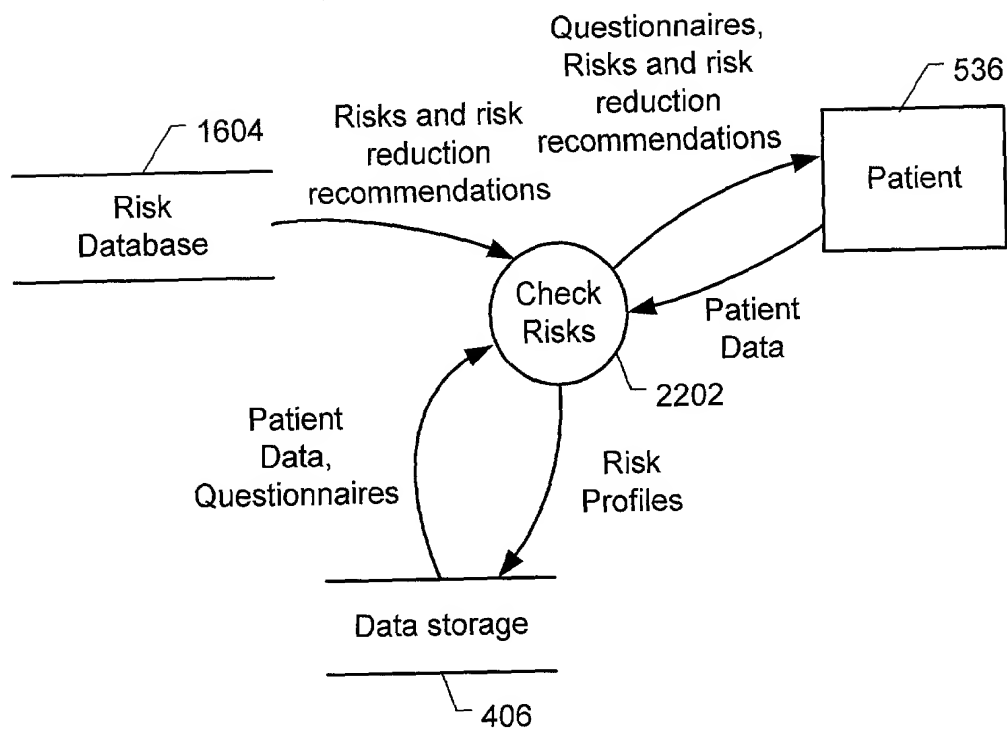 Questionnaires,
Risks and risk
reduction
recommendations
536
Patient
1604
Risks and risk
reduction
recommendations
Risk
Database
Check
Risks
2202
Patient
Data
Patient
Data,
Questionnaires
Risk
Profiles
Data storage
406